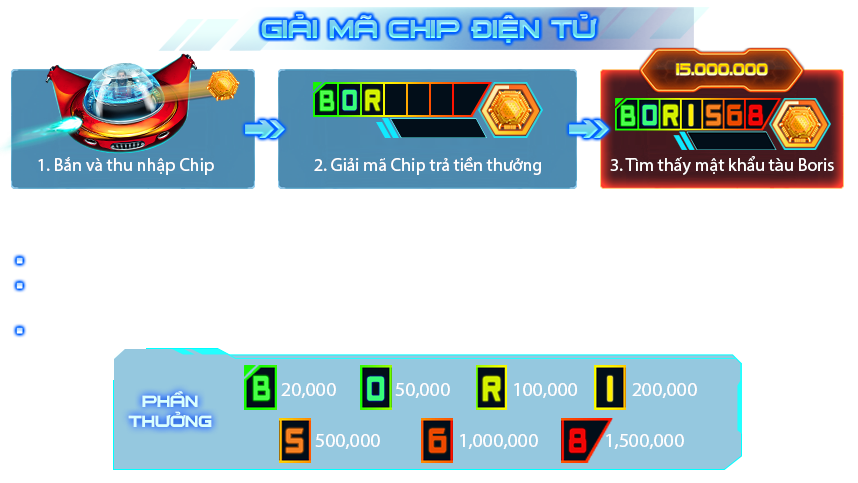 GIẢI MÃ CHIP ĐIỆN TỬ
15.000.000
BOR
BORIS68
1. Bắn và thu nhập Chip
2. Giải mã Chip trả tiền thưởng
3. Tìm thấy mật khẩu tàu Boris
PHẦN THƯỞNG
B 20,000 O 50,000 R 100,000 I 200,000
S 500,000 6 1,000,000 8 1,500,000